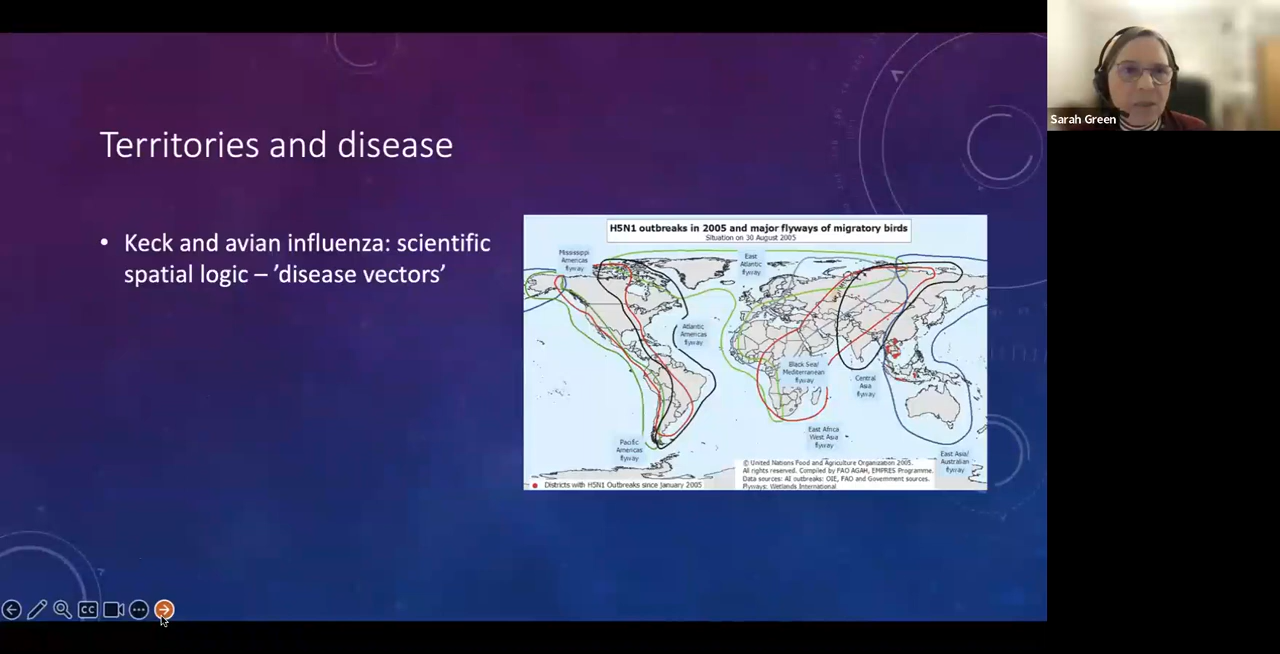 Territories and disease
• Keck and avian influenza: scientific
spatial logic – ’disease vectors’
H5N1 outbreaks in 2005 and major flyways of migratory birds
Situation on 30 August 2005
Mississippi
Americas
flyway
East
Atlantic
flyway
Atlantic
Americas
flyway
Black Sea/
Mediterranean
flyway
Central
Asia
flyway
Pacific
Americas
flyway
East Africa
West Asia
flyway
East Asia/
Australian
flyway
© United Nations Food and Agriculture Organization 2005.
All rights reserved. Compiled by FAO AGAH, EMPRES Programme.
Data sources: AI outbreaks: OIE, FAO and Government sources.
Flyways: Wetlands International
Districts with H5N1 Outbreaks since January 2005
CC
Sarah Green